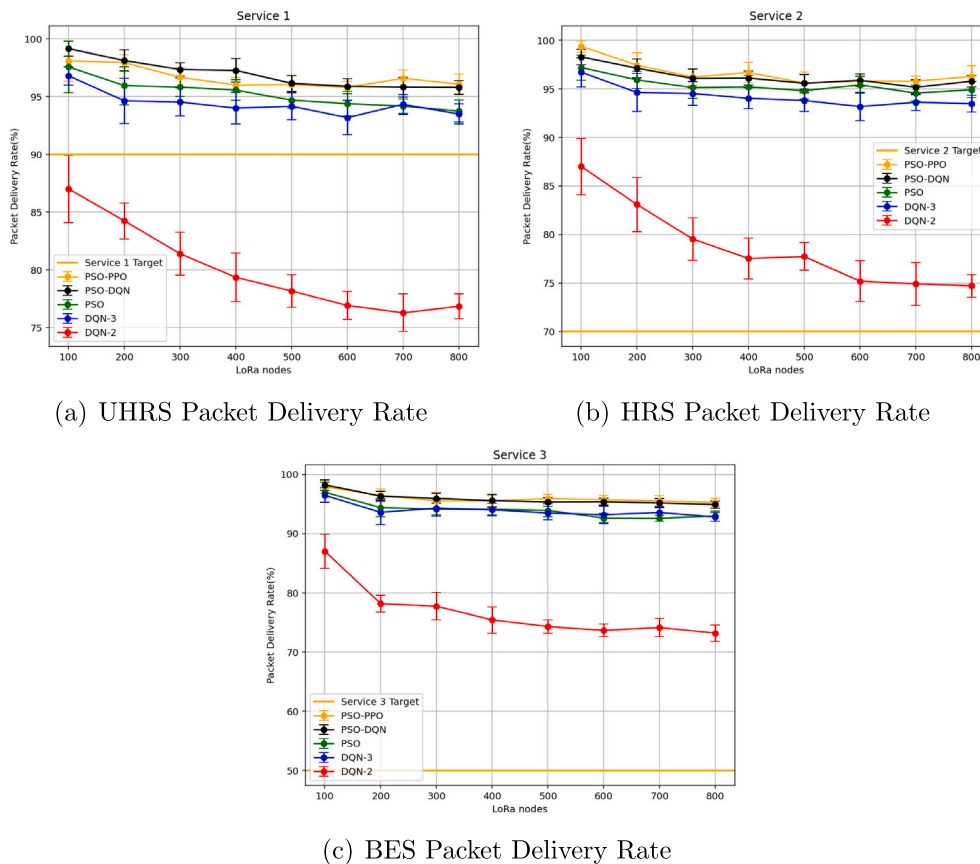 Service 1
Packet Delivery Rate(%)
100
95
90
85
80
75
Service 1 Target
PSO-PPO
PSO-DQN
PSO
DQN-3
DQN-2
100 200 300 400 500 600 700 800
LoRa nodes
(a) UHRS Packet Delivery Rate
Service 2
Packet Delivery Rate(%)
100
95
90
85
80
75
70
Service 2 Target
PSO-PPO
PSO-DQN
PSO
DQN-3
DQN-2
100 200 300 400 500 600 700 800
LoRa nodes
(b) HRS Packet Delivery Rate
Service 3
Packet Delivery Rate(%)
100
90
80
70
60
50
Service 3 Target
PSO-PPO
PSO-DQN
PSO
DQN-3
DQN-2
100 200 300 400 500 600 700 800
LoRa nodes
(c) BES Packet Delivery Rate